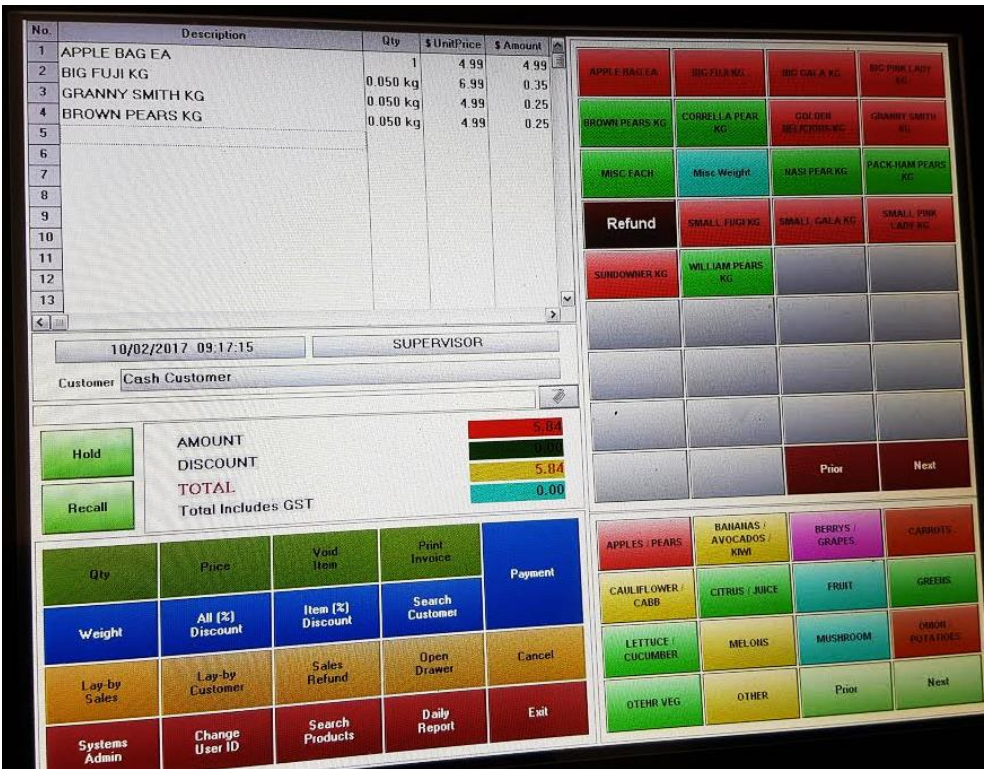 No. Description Qty $ UnitPrice $ Amount
1 APPLE BAG EA 1 4.99 4.99
2 BIG FUJI KG 0.050 kg 6.99 0.35
3 GRANNY SMITH KG 0.050 kg 4.99 0.25
4 BROWN PEARS KG 0.050 kg 4.99 0.25
5
6
7
8
9
10
11
12
13
10/02/2017 09:17:15 SUPERVISOR
Customer Cash Customer
Hold
Recall
AMOUNT 5.84
DISCOUNT 0.00
TOTAL 5.84
Total Includes GST 0.00
Qty
Price
Void
Item
Print
Invoice
Payment
Weight
All (%)
Discount
Item (%)
Discount
Search
Customer
Lay-by
Sales
Lay-by
Customer
Sales
Refund
Open
Drawer
Cancel
Systems
Admin
Change
User ID
Search
Products
Daily
Report
Exit
APPLE BAG EA
BIG FUJI KG
BIG GALA KG
BIG PINK LADY
KG
BROWN PEARS KG
CORRELLA PEAR
KG
GOLDEN
DELICIOUS KG
GRANNY SMITH
KG
MISC EACH
Misc Weight
NASI PEAR KG
PACK-HAM PEARS
KG
Refund
SMALL FUGI KG
SMALL GALA KG
SMALL PINK
LADY KG
SUNDOWNER KG
WILLIAM PEARS
KG
Prior
Next
APPLES / PEARS
BANANAS /
AVOCADOS /
KIWI
BERRYS /
GRAPES
CARROTS
CAULIFLOWER /
CABB
CITRUS / JUICE
FRUIT
GREENS
LETTUCE /
CUCUMBER
MELONS
MUSHROOM
ONION /
POTATOES
OTEHR VEG
OTHER
Prior
Next